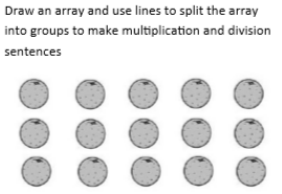 Draw an array and use lines to split the array
into groups to make multiplication and division
sentences